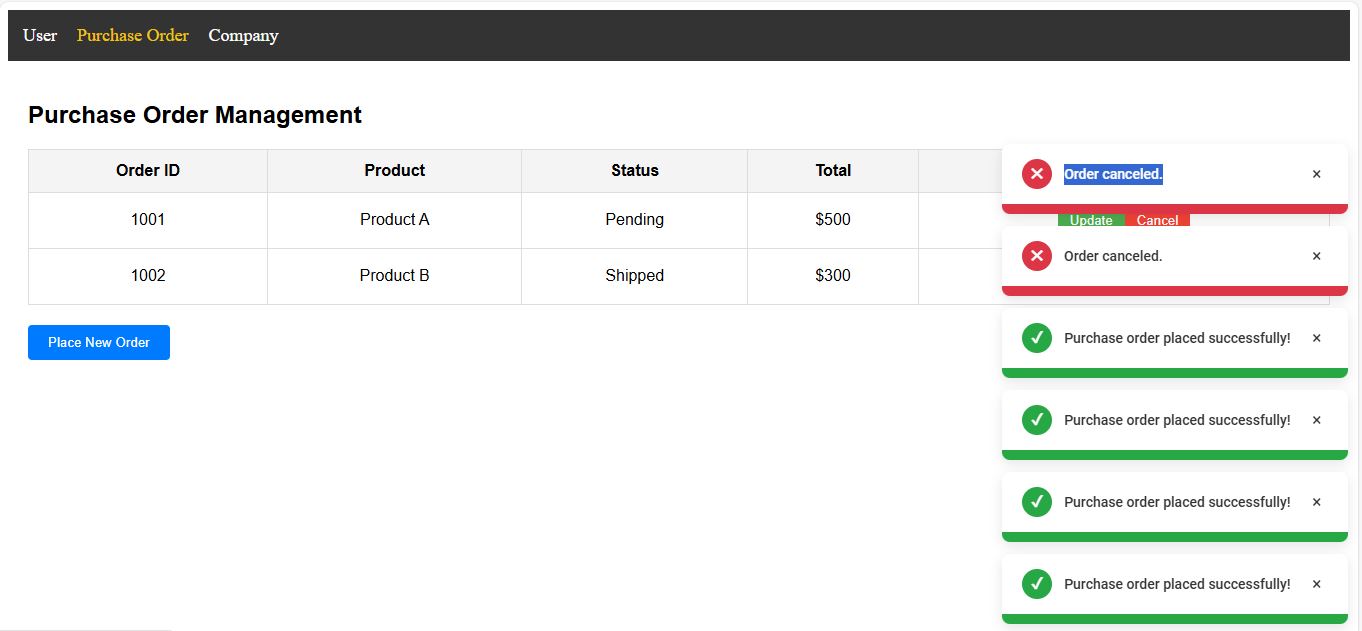 User Purchase Order Company
Purchase Order Management
Order ID Product Status Total
1001 Product A Pending $500 Update Cancel
1002 Product B Shipped $300
Place New Order
Order canceled. ×
Order canceled. ×
Purchase order placed successfully! ×
Purchase order placed successfully! ×
Purchase order placed successfully! ×
Purchase order placed successfully! ×